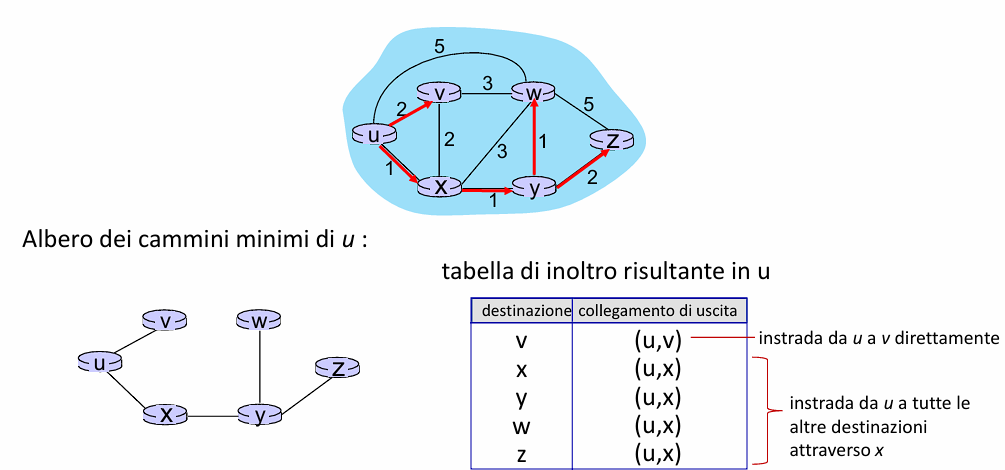 5
v
3
w
5
2
u
2
3
1
z
1
x
1
y
2
Albero dei cammini minimi di u :
tabella di inoltro risultante in u
v
w
u
z
x
y
destinazione collegamento di uscita
v (u,v)
instrada da u a v direttamente
x (u,x)
y (u,x)
w (u,x)
z (u,x)
instrada da u a tutte le
altre destinazioni
attraverso x